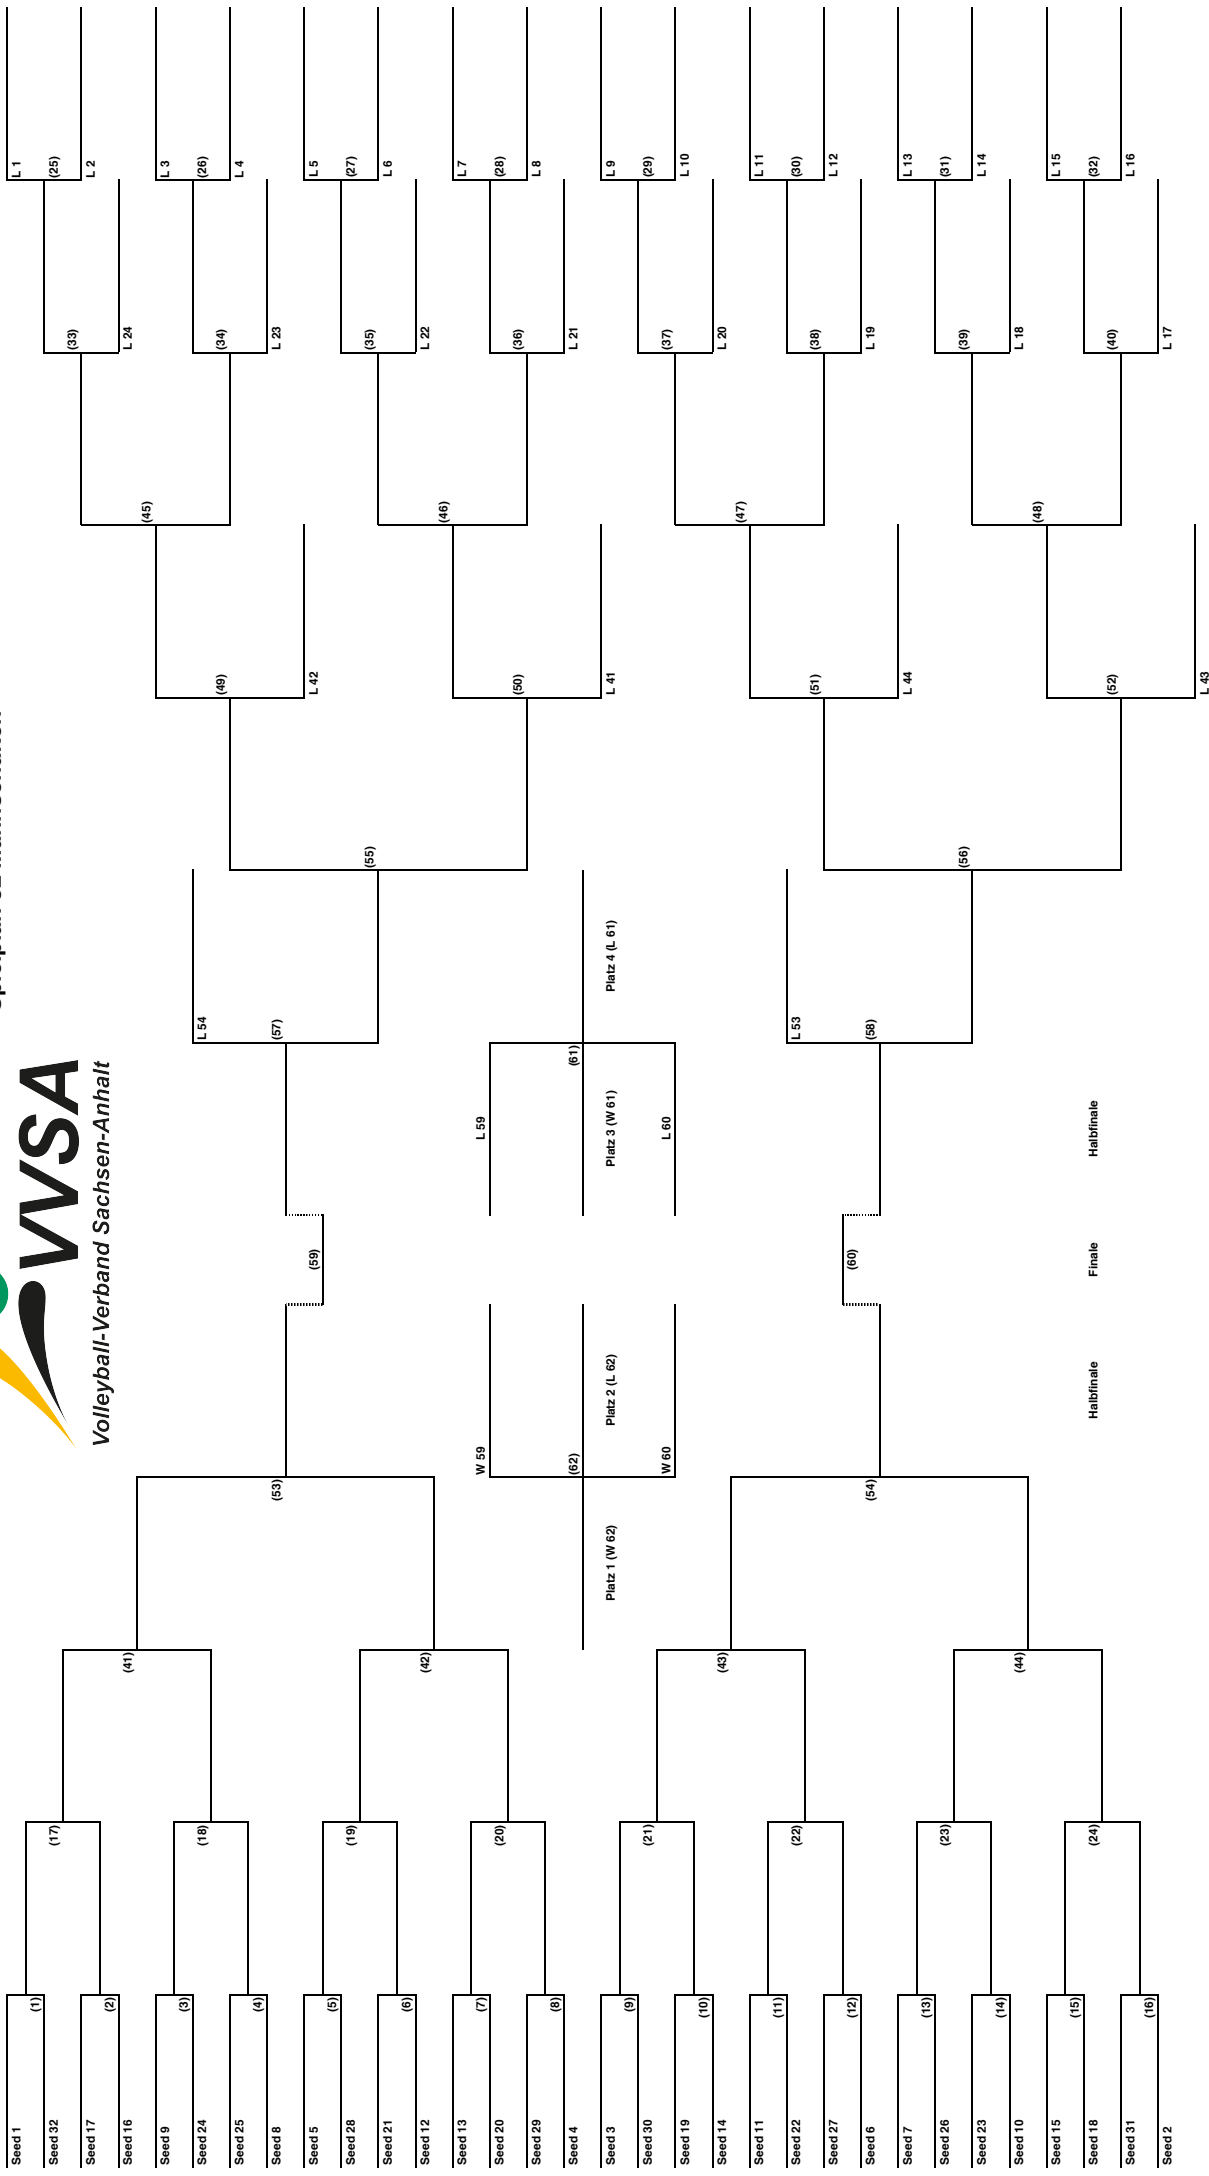 VVSA
Volleyball-Verband Sachsen-Anhalt
Seed 1
(1)
Seed 32
Seed 17
(2)
Seed 16
Seed 9
(3)
Seed 24
Seed 25
(4)
Seed 8
Seed 5
(5)
Seed 28
Seed 21
(6)
Seed 12
Seed 13
(7)
Seed 20
Seed 29
(8)
Seed 4
Seed 3
(9)
Seed 30
Seed 19
(10)
Seed 14
Seed 11
(11)
Seed 22
Seed 27
(12)
Seed 6
Seed 7
(13)
Seed 26
Seed 23
(14)
Seed 10
Seed 15
(15)
Seed 18
Seed 31
(16)
Seed 2
(17)
(18)
(19)
(20)
(21)
(22)
(23)
(24)
(41)
(42)
(43)
(44)
(53)
(54)
W 59
(62)
W 60
Platz 1 (W 62)
Platz 2 (L 62)
Halbfinale
(59)
(60)
Finale
L 59
Platz 3 (W 61)
L 60
Halbfinale
(61)
Platz 4 (L 61)
L 54
(57)
L 53
(58)
(55)
(56)
(49)
L 42
(50)
L 41
(51)
L 44
(52)
L 43
(45)
(46)
(47)
(48)
(33)
L 24
(34)
L 23
(35)
L 22
(36)
L 21
(37)
L 20
(38)
L 19
(39)
L 18
(40)
L 17
L 1
(25)
L 2
L 3
(26)
L 4
L 5
(27)
L 6
L 7
(28)
L 8
L 9
(29)
L 10
L 11
(30)
L 12
L 13
(31)
L 14
L 15
(32)
L 16